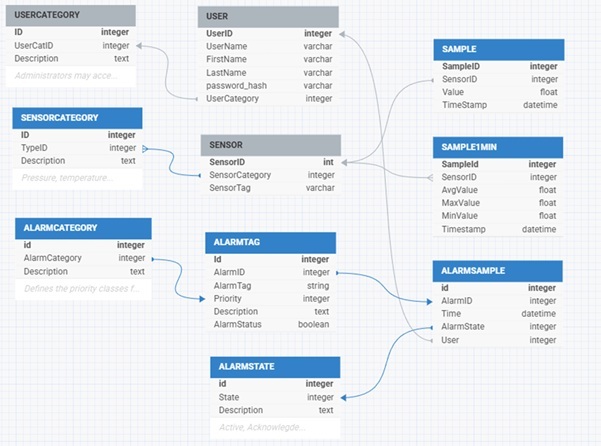 USERCATEGORY
ID integer
UserCatID integer
Description text
Administrators may acce...
USER
UserID integer
UserName varchar
FirstName varchar
LastName varchar
password_hash varchar
UserCategory integer
SAMPLE
SampleID integer
SensorID integer
Value float
TimeStamp datetime
SENSORCATEGORY
ID integer
TypeID integer
Description text
Pressure, temperature...
SENSOR
SensorID int
SensorCategory integer
SensorTag varchar
SAMPLE1MIN
SampleId integer
SensorID integer
AvgValue float
MaxValue float
MinValue float
Timestamp datetime
ALARMCATEGORY
id integer
AlarmCategory integer
Description text
Defines the priority classes f...
ALARMTAG
Id integer
AlarmID integer
AlarmTag string
Priority integer
Description text
AlarmStatus boolean
ALARMSAMPLE
id integer
AlarmID integer
Time datetime
AlarmState integer
User integer
ALARMSTATE
id integer
State integer
Description text
Active, Acknowlegde...